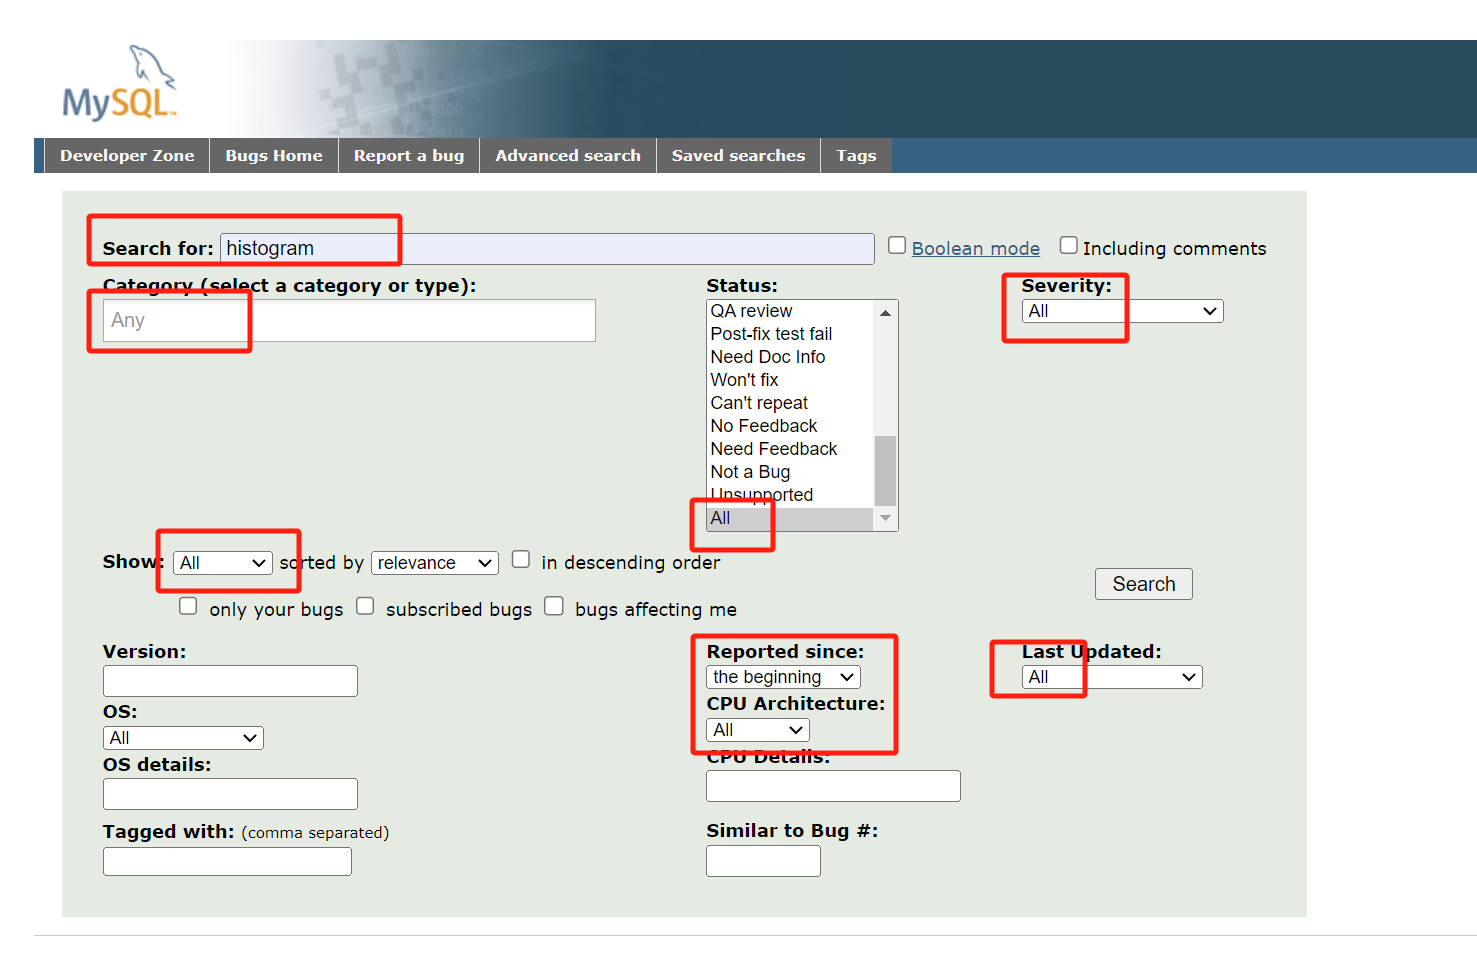 MySQL™
Developer Zone Bugs Home Report a bug Advanced search Saved searches Tags
Search for: histogram Boolean mode Including comments
Category (select a category or type): Status: Severity:
Any QA review All
Post-fix test fail
Need Doc Info
Won't fix
Can't repeat
No Feedback
Need Feedback
Not a Bug
Unsupported
All
Show: All sorted by relevance in descending order
Search
only your bugs subscribed bugs bugs affecting me
Version: Reported since: Last Updated:
the beginning All
OS: CPU Architecture:
All All
OS details: CPU Details:
Tagged with: (comma separated) Similar to Bug #: